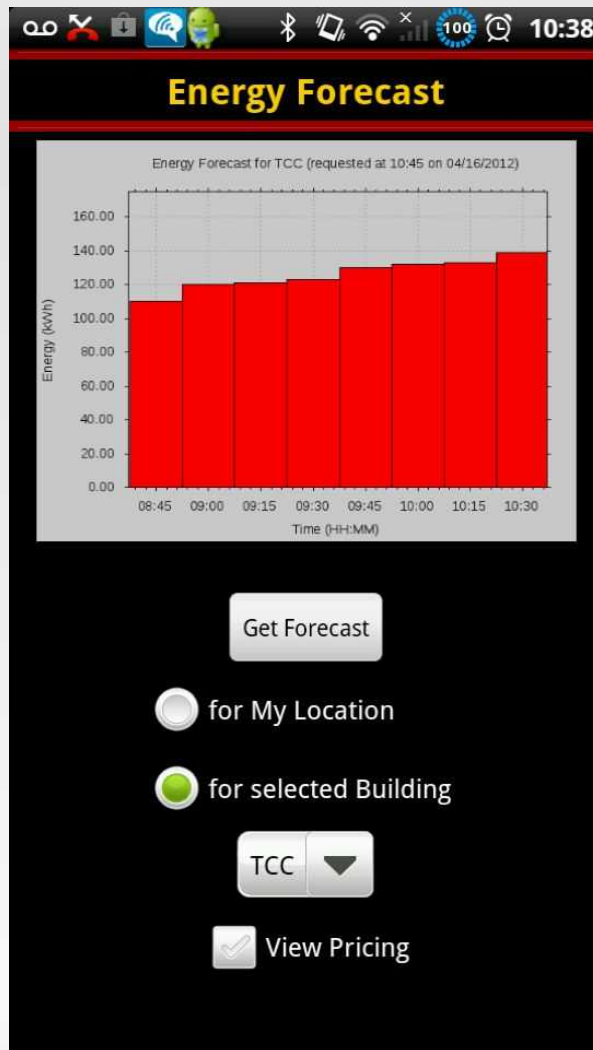 100 10:38
Energy Forecast
Energy Forecast for TCC (requested at 10:45 on 04/16/2012)
160.00
140.00
120.00
100.00
80.00
60.00
40.00
20.00
0.00
Energy (kWh)
08:45 09:00 09:15 09:30 09:45 10:00 10:15 10:30
Time (HH:MM)
Get Forecast
for My Location
for selected Building
TCC
View Pricing